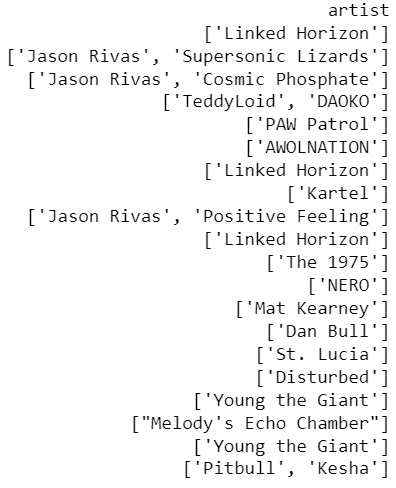 artist
['Linked Horizon']
['Jason Rivas', 'Supersonic Lizards']
['Jason Rivas', 'Cosmic Phosphate']
['TeddyLoid', 'DAOKO']
['PAW Patrol']
['AWOLNATION']
['Linked Horizon']
['Kartel']
['Jason Rivas', 'Positive Feeling']
['Linked Horizon']
['The 1975']
['NERO']
['Mat Kearney']
['Dan Bull']
['St. Lucia']
['Disturbed']
['Young the Giant']
["Melody's Echo Chamber"]
['Young the Giant']
['Pitbull', 'Kesha']